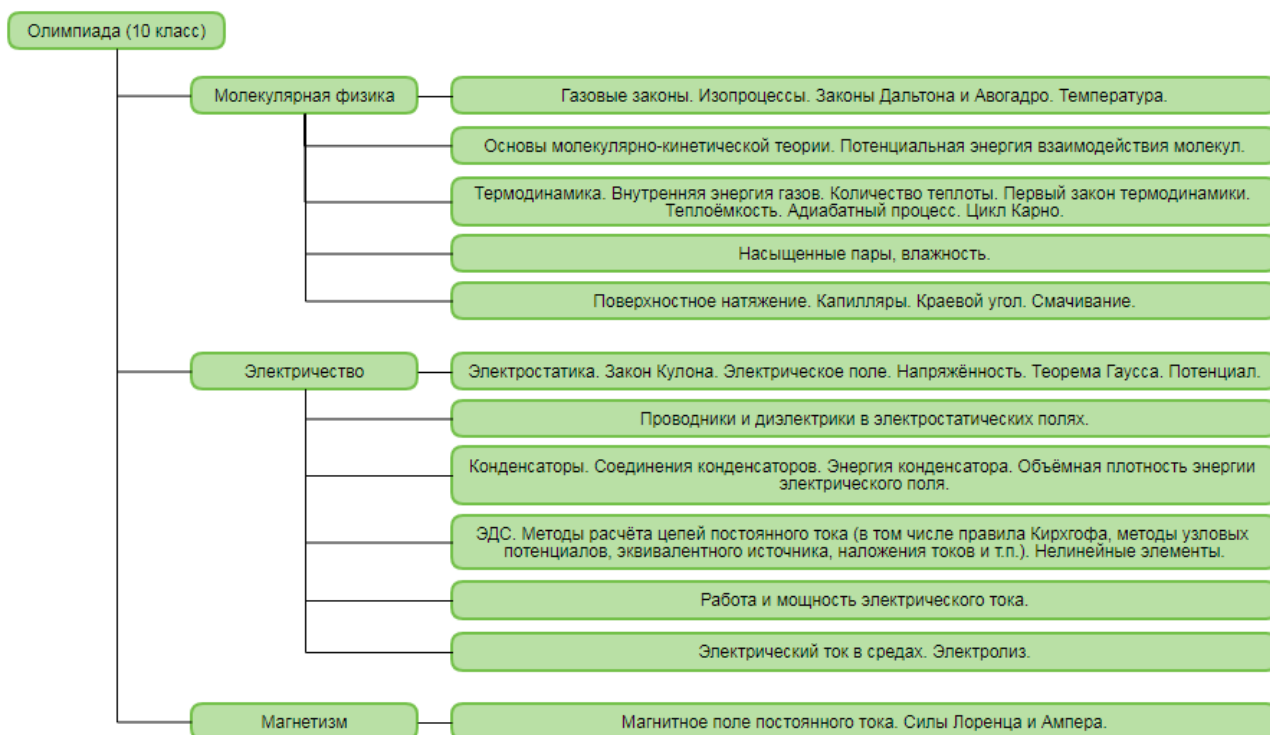 Олимпиада (10 класс)
Молекулярная физика
Газовые законы. Изопроцессы. Законы Дальтона и Авогадро. Температура.
Основы молекулярно-кинетической теории. Потенциальная энергия взаимодействия молекул.
Термодинамика. Внутренняя энергия газов. Количество теплоты. Первый закон термодинамики.
Теплоёмкость. Адиабатный процесс. Цикл Карно.
Насыщенные пары, влажность.
Поверхностное натяжение. Капилляры. Краевой угол. Смачивание.
Электричество
Электростатика. Закон Кулона. Электрическое поле. Напряжённость. Теорема Гаусса. Потенциал.
Проводники и диэлектрики в электростатических полях.
Конденсаторы. Соединения конденсаторов. Энергия конденсатора. Объёмная плотность энергии
электрического поля.
ЭДС. Методы расчёта цепей постоянного тока (в том числе правила Кирхгофа, методы узловых
потенциалов, эквивалентного источника, наложения токов и т.п.). Нелинейные элементы.
Работа и мощность электрического тока.
Электрический ток в средах. Электролиз.
Магнетизм
Магнитное поле постоянного тока. Силы Лоренца и Ампера.